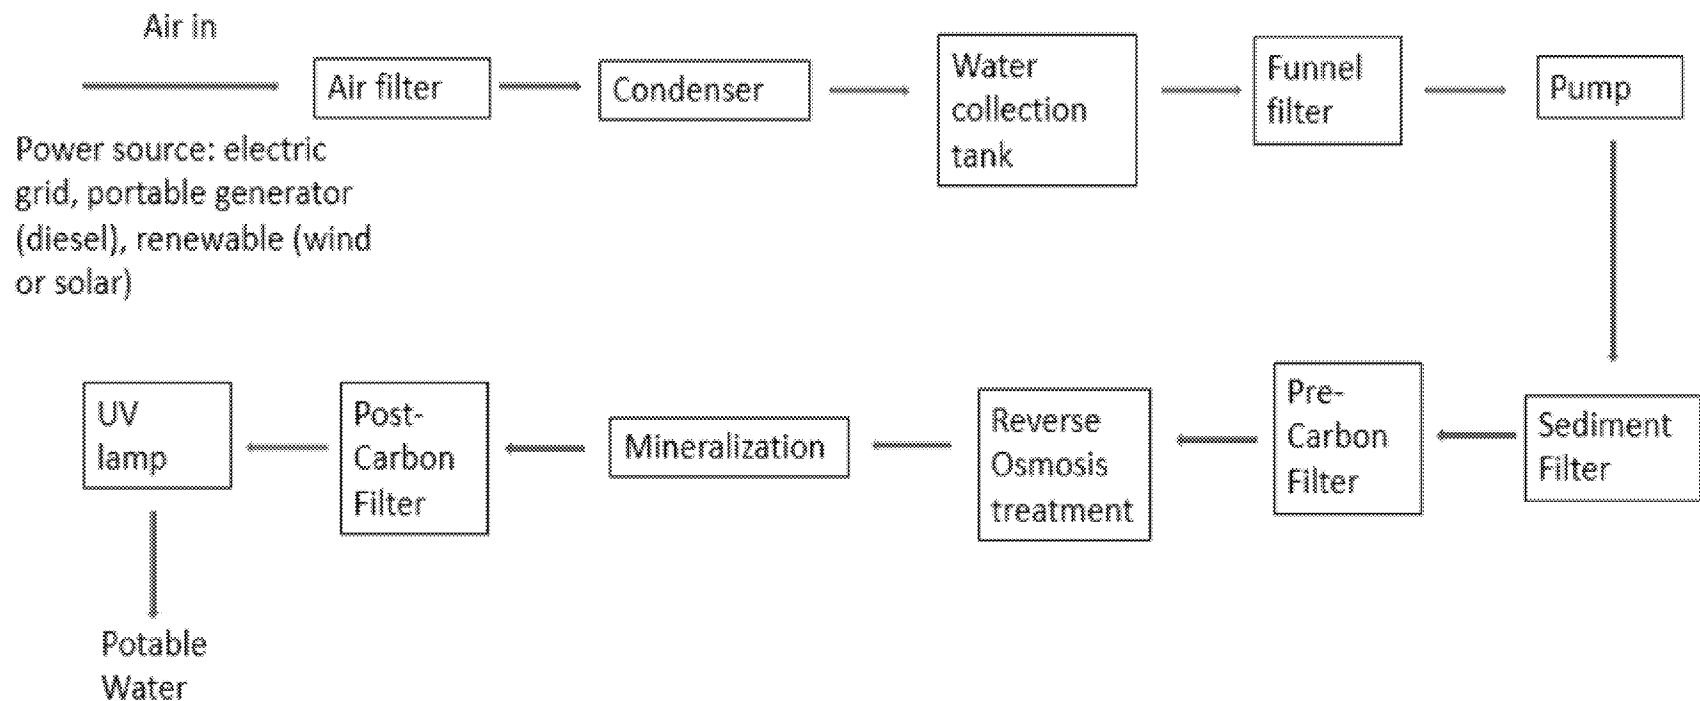 Air in
Air filter
Condenser
Water
collection
tank
Funnel
filter
Pump
Power source: electric
grid, portable generator
(diesel), renewable (wind
or solar)
Sediment
Filter
Pre-
Carbon
Filter
Reverse
Osmosis
treatment
Mineralization
Post-
Carbon
Filter
UV
lamp
Potable
Water